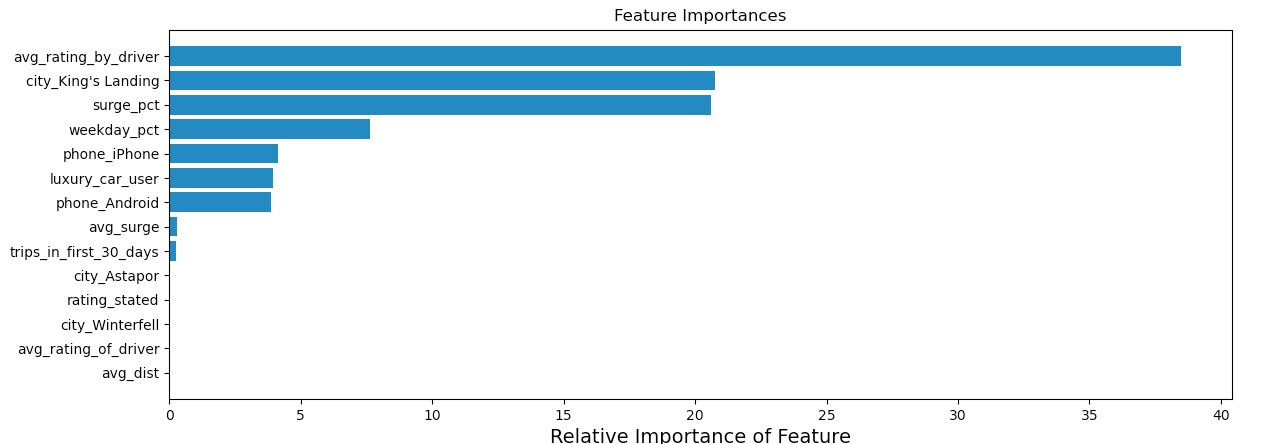 Feature Importances
avg_rating_by_driver
city_King's Landing
surge_pct
weekday_pct
phone_iPhone
luxury_car_user
phone_Android
avg_surge
trips_in_first_30_days
city_Astapor
rating_stated
city_Winterfell
avg_rating_of_driver
avg_dist
0 5 10 15 20 25 30 35 40
Relative Importance of Feature